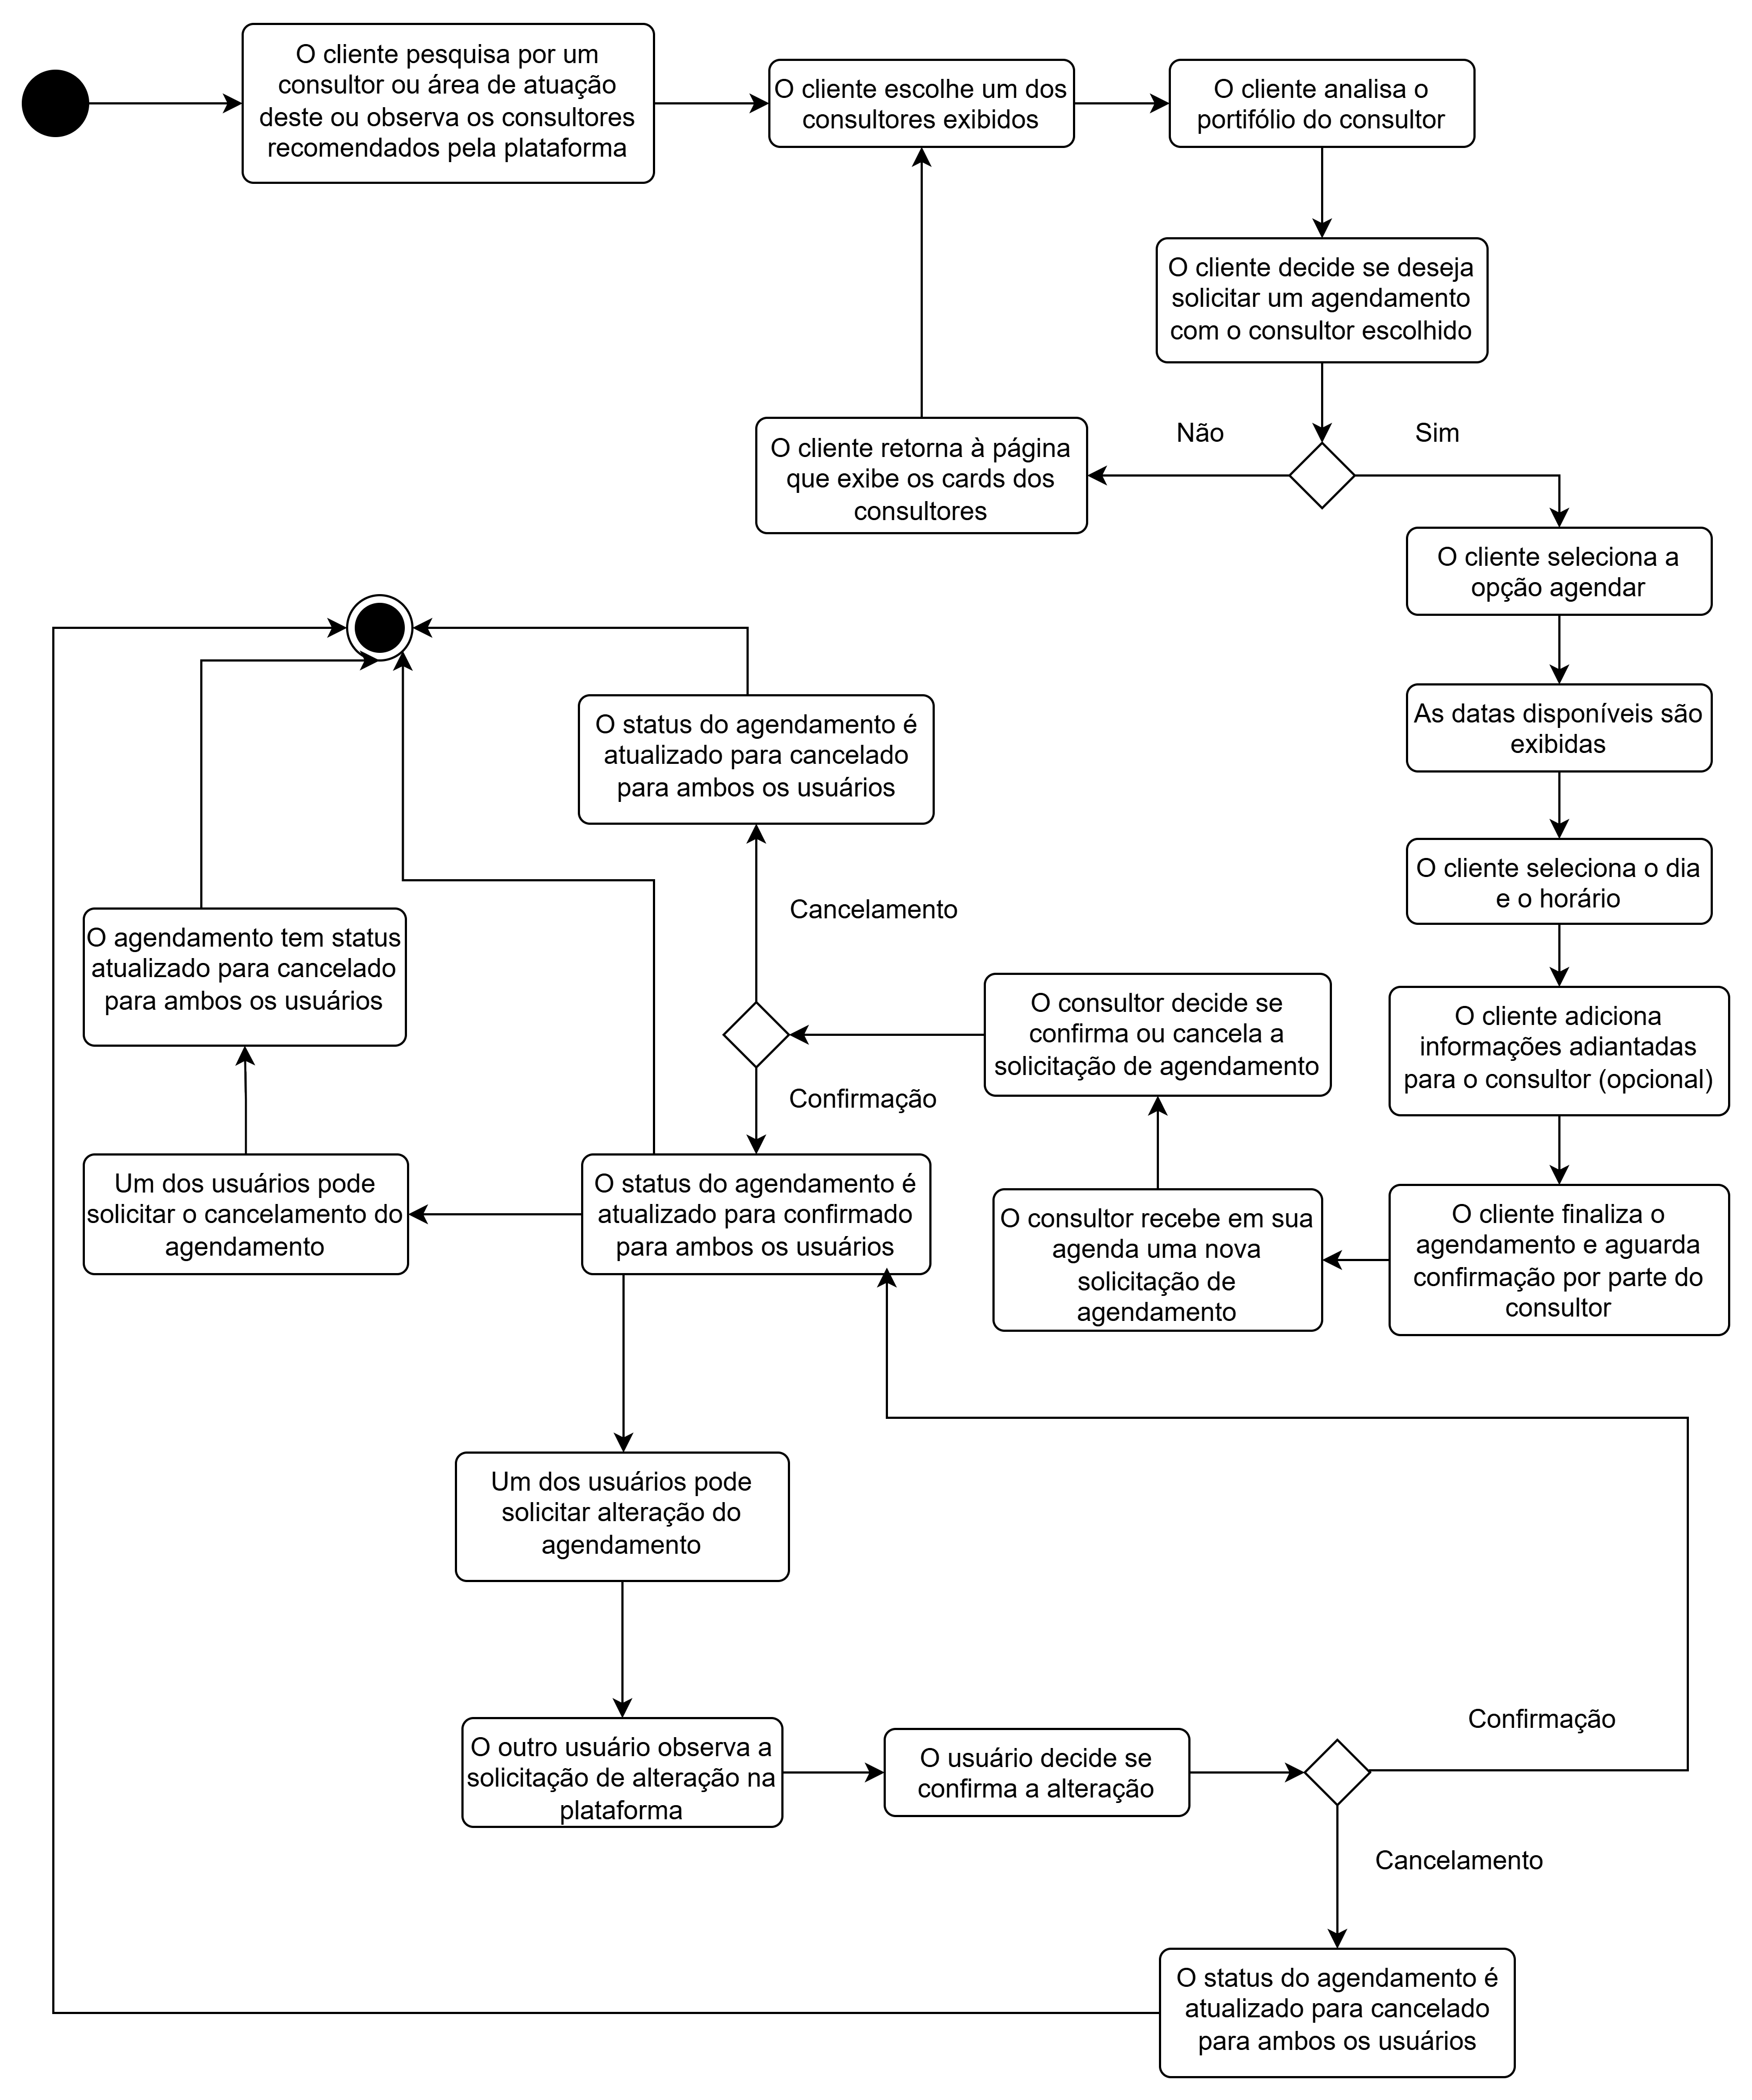 O cliente pesquisa por um
consultor ou área de atuação
deste ou observa os consultores
recomendados pela plataforma
O cliente escolhe um dos
consultores exibidos
O cliente analisa o
portifólio do consultor
O cliente decide se deseja
solicitar um agendamento
com o consultor escolhido
Não
Sim
O cliente retorna à página
que exibe os cards dos
consultores
O cliente seleciona a
opção agendar
As datas disponíveis são
exibidas
O cliente seleciona o dia
e o horário
O cliente adiciona
informações adiantadas
para o consultor (opcional)
O cliente finaliza o
agendamento e aguarda
confirmação por parte do
consultor
O consultor recebe em sua
agenda uma nova
solicitação de
agendamento
O consultor decide se
confirma ou cancela a
solicitação de agendamento
Cancelamento
Confirmação
O status do agendamento é
atualizado para cancelado
para ambos os usuários
O status do agendamento é
atualizado para confirmado
para ambos os usuários
Um dos usuários pode
solicitar o cancelamento do
agendamento
O agendamento tem status
atualizado para cancelado
para ambos os usuários
Um dos usuários pode
solicitar alteração do
agendamento
O outro usuário observa a
solicitação de alteração na
plataforma
O usuário decide se
confirma a alteração
Confirmação
Cancelamento
O status do agendamento é
atualizado para cancelado
para ambos os usuários